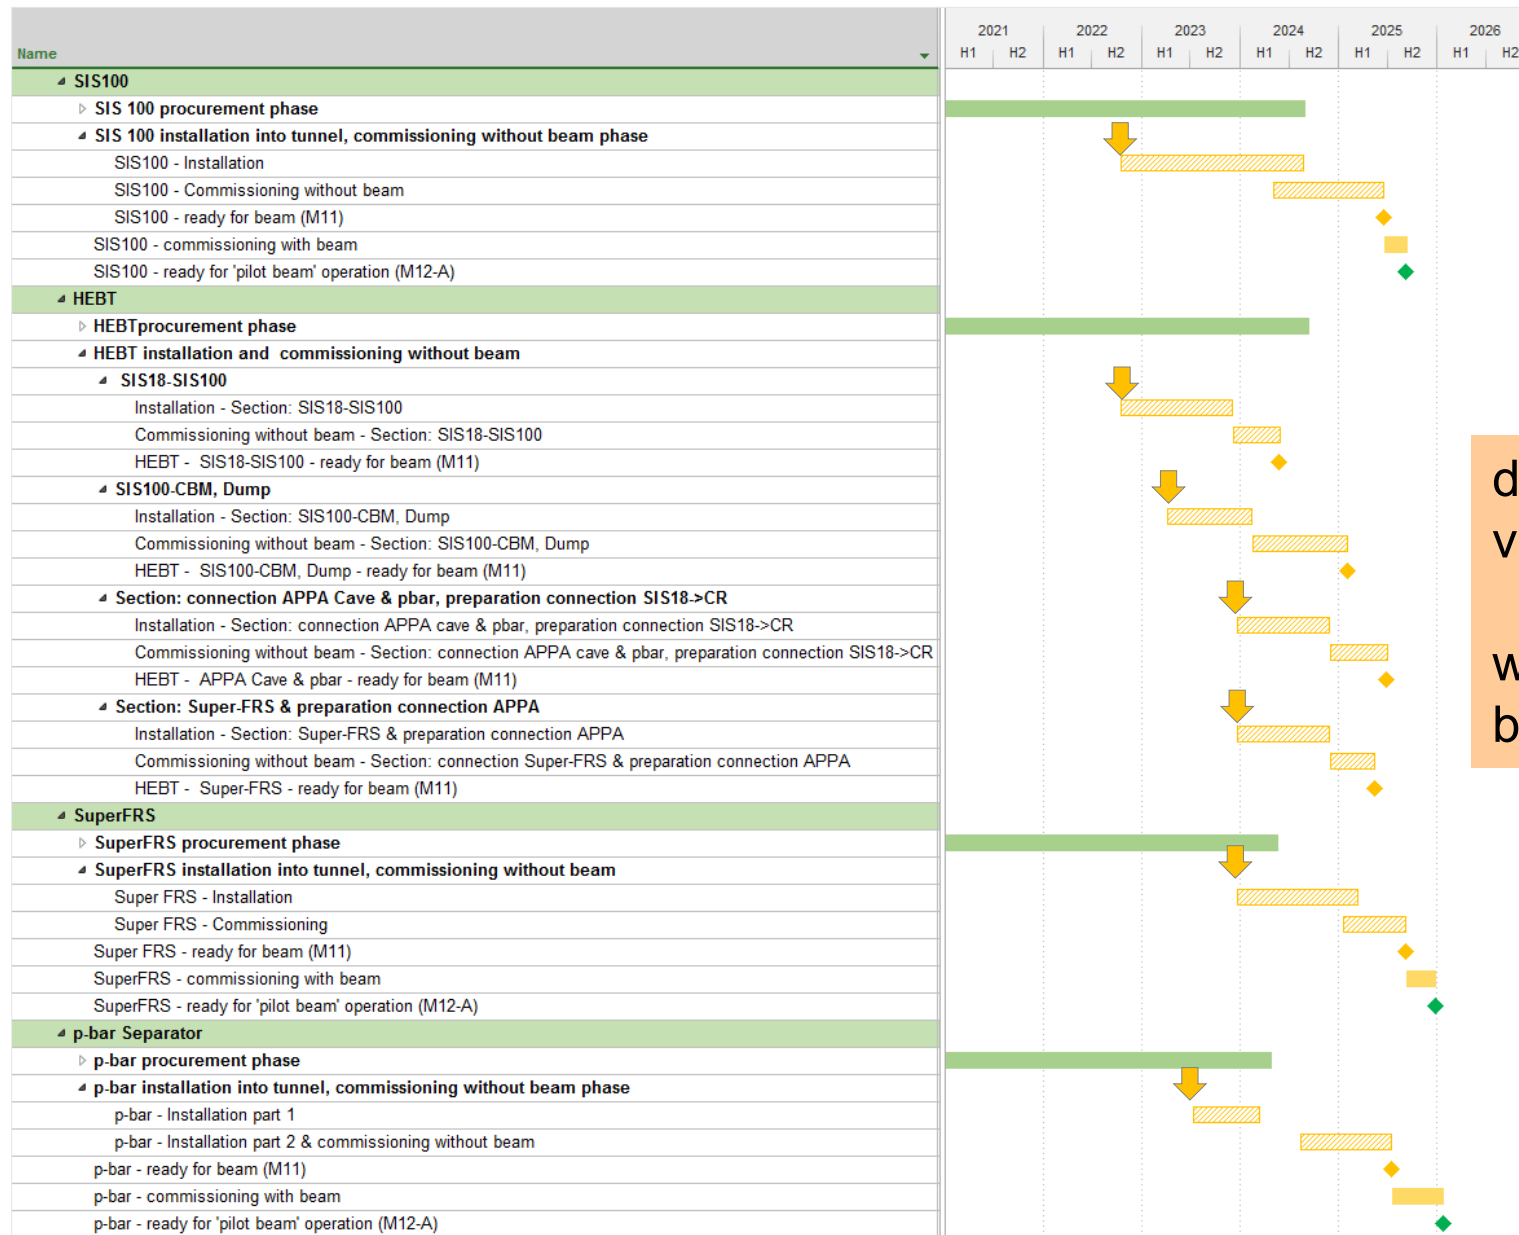 Name
2021 2022 2023 2024 2025 2026
H1 H2 H1 H2 H1 H2 H1 H2 H1 H2 H1 H2
SIS100
SIS 100 procurement phase
SIS 100 installation into tunnel, commissioning without beam phase
SIS100 - Installation
SIS100 - Commissioning without beam
SIS100 - ready for beam (M11)
SIS100 - commissioning with beam
SIS100 - ready for 'pilot beam' operation (M12-A)
HEBT
HEBTprocurement phase
HEBT installation and commissioning without beam
SIS18-SIS100
Installation - Section: SIS18-SIS100
Commissioning without beam - Section: SIS18-SIS100
HEBT - SIS18-SIS100 - ready for beam (M11)
SIS100-CBM, Dump
Installation - Section: SIS100-CBM, Dump
Commissioning without beam - Section: SIS100-CBM, Dump
HEBT - SIS100-CBM, Dump - ready for beam (M11)
Section: connection APPA Cave & pbar, preparation connection SIS18->CR
Installation - Section: connection APPA cave & pbar, preparation connection SIS18->CR
Commissioning without beam - Section: connection APPA cave & pbar, preparation connection SIS18->CR
HEBT - APPA Cave & pbar - ready for beam (M11)
Section: Super-FRS & preparation connection APPA
Installation - Section: Super-FRS & preparation connection APPA
Commissioning without beam - Section: connection Super-FRS & preparation connection APPA
HEBT - Super-FRS - ready for beam (M11)
SuperFRS
SuperFRS procurement phase
SuperFRS installation into tunnel, commissioning without beam
Super FRS - Installation
Super FRS - Commissioning
Super FRS - ready for beam (M11)
SuperFRS - commissioning with beam
SuperFRS - ready for 'pilot beam' operation (M12-A)
p-bar Separator
p-bar procurement phase
p-bar installation into tunnel, commissioning without beam phase
p-bar - Installation part 1
p-bar - Installation part 2 & commissioning without beam
p-bar - ready for beam (M11)
p-bar - commissioning with beam
p-bar - ready for 'pilot beam' operation (M12-A)